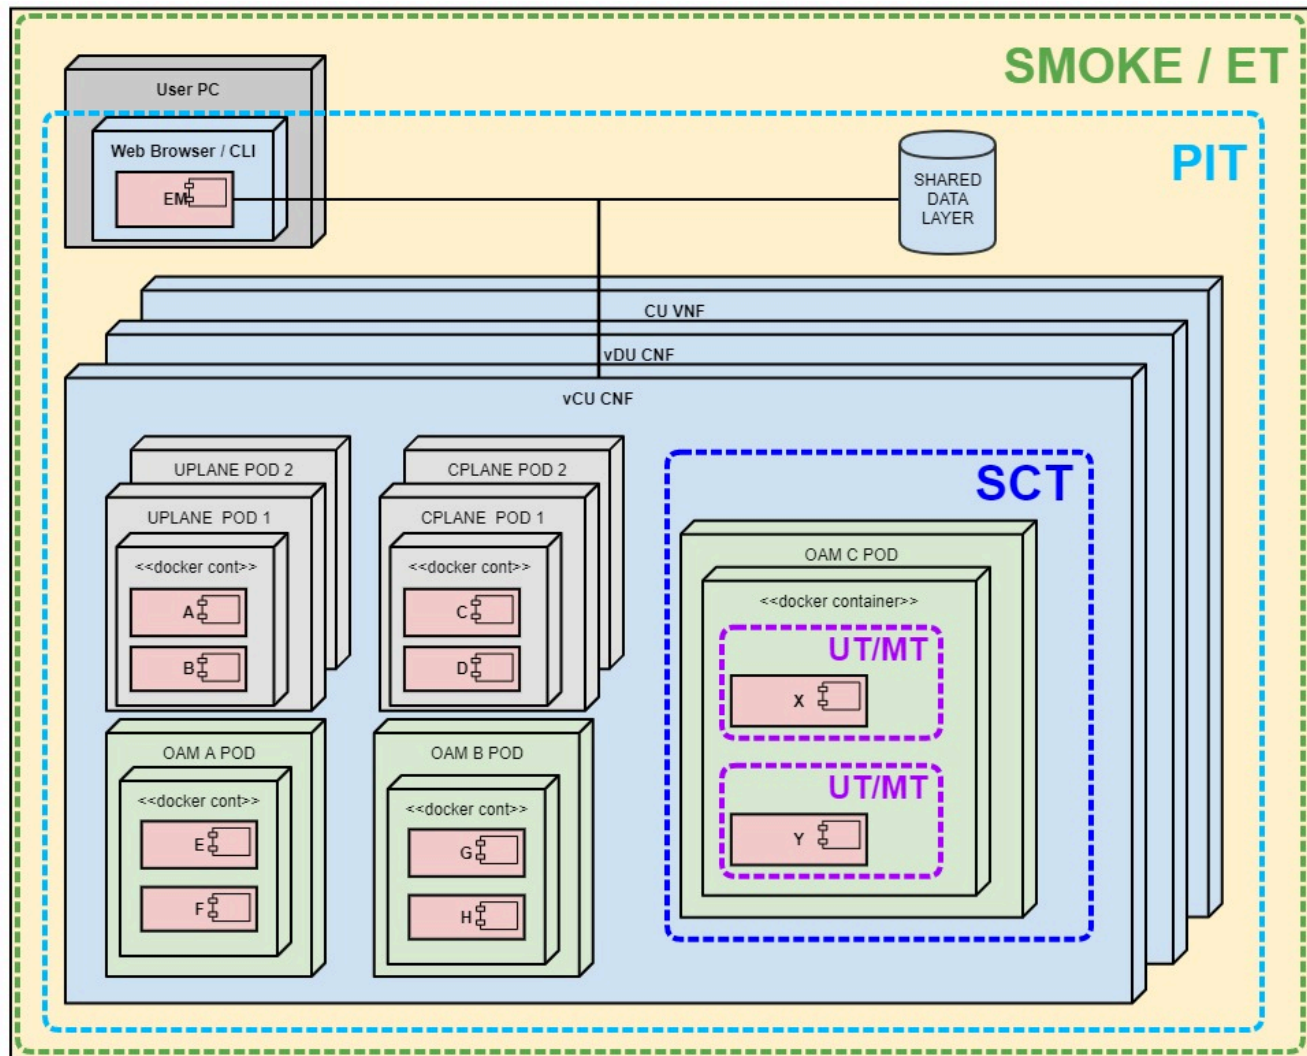 SMOKE / ET
User PC
PIT
Web Browser / CLI
EM
SHARED
DATA
LAYER
CU VNF
vDU CNF
vCU CNF
UPLANE POD 2
CPLANE POD 2
SCT
UPLANE POD 1
CPLANE POD 1
OAM C POD
<<docker cont>>
<<docker cont>>
<<docker container>>
A
C
UT/MT
B
D
X
OAM A POD
OAM B POD
UT/MT
<<docker cont>>
<<docker cont>>
E
G
Y
F
H